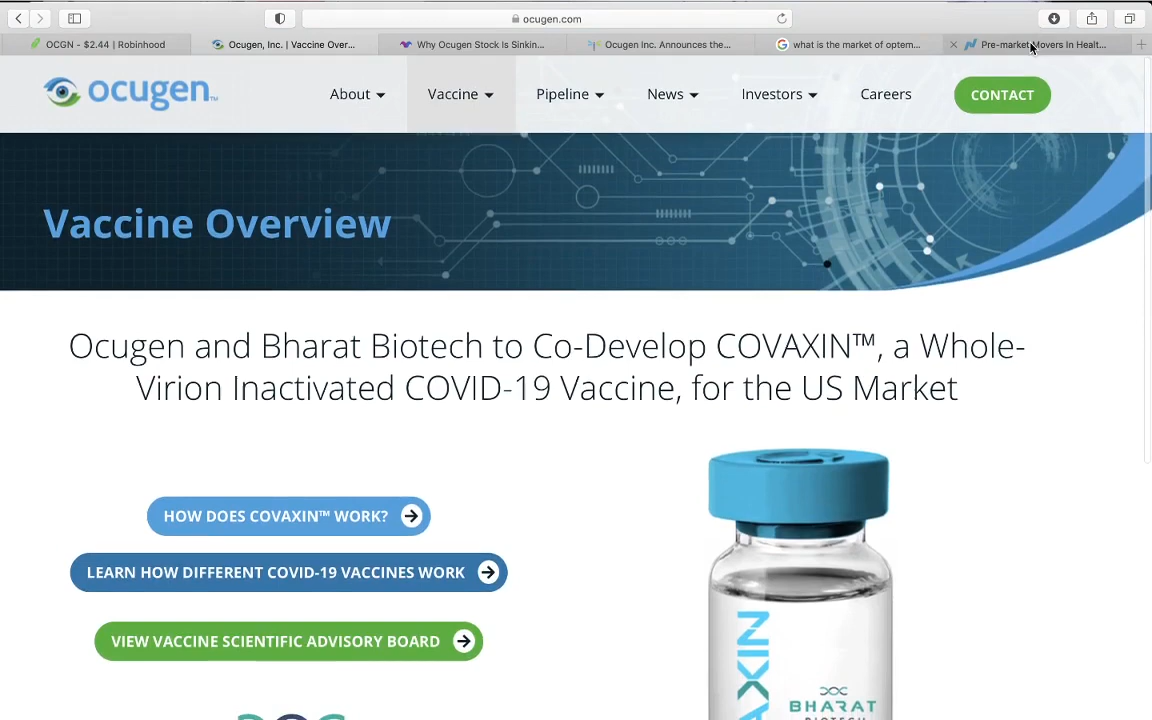 ocugen.com
OCGN - $2.44 | Robinhood
Ocugen, Inc. | Vaccine Over...
Why Ocugen Stock Is Sinkin...
Ocugen Inc. Announces the...
what is the market of optem...
Pre-market Movers In Healt...
ocugen™
About
Vaccine
Pipeline
News
Investors
Careers
CONTACT
Vaccine Overview
Ocugen and Bharat Biotech to Co-Develop COVAXIN™, a Whole-
Virion Inactivated COVID-19 Vaccine, for the US Market
HOW DOES COVAXIN™ WORK?
LEARN HOW DIFFERENT COVID-19 VACCINES WORK
VIEW VACCINE SCIENTIFIC ADVISORY BOARD
AXIN
BHARAT
BIOTECH